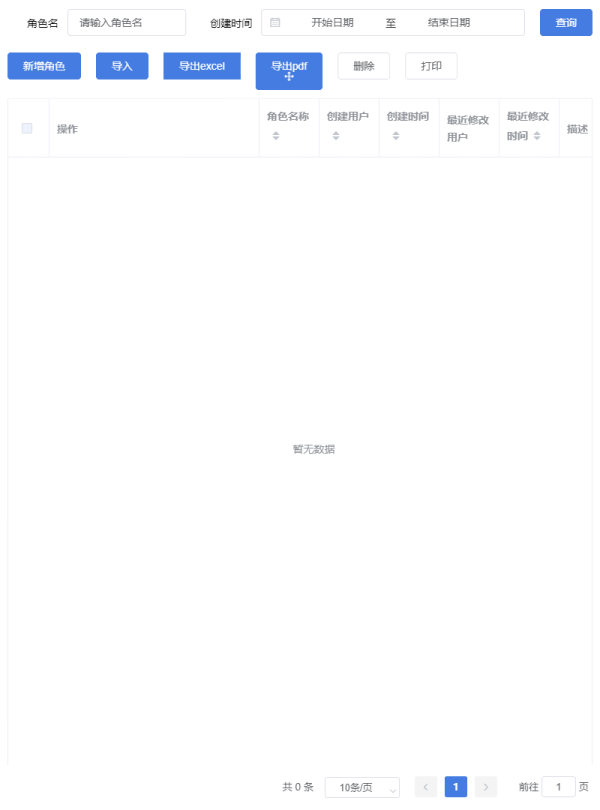 角色名 请输入角色名 创建时间 开始日期 至 结束日期 查询
新增角色 导入 导出excel 导出pdf 删除 打印
操作 角色名称 创建用户 创建时间 最近修改用户 最近修改时间 描述
暂无数据
共 0 条 10条/页 1 前往 1 页